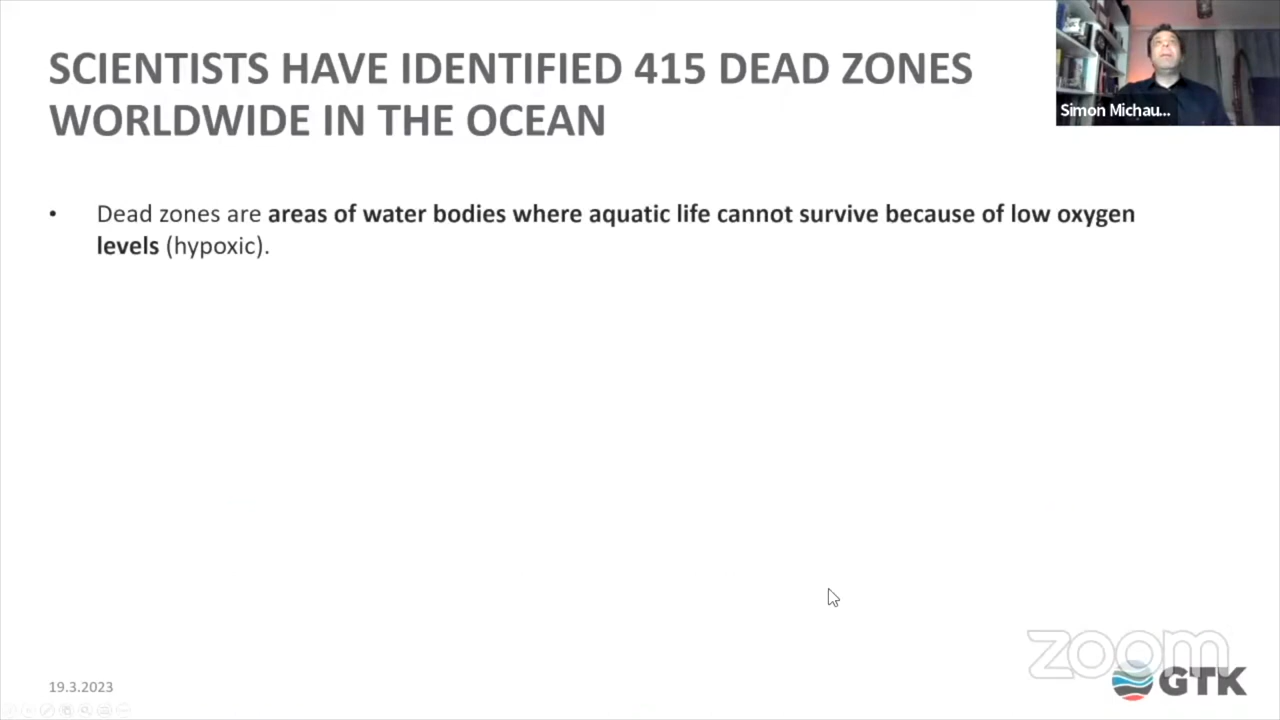 SCIENTISTS HAVE IDENTIFIED 415 DEAD ZONES
WORLDWIDE IN THE OCEAN
Simon Michau...
• Dead zones are areas of water bodies where aquatic life cannot survive because of low oxygen
levels (hypoxic).
zoom
19.3.2023
GTK